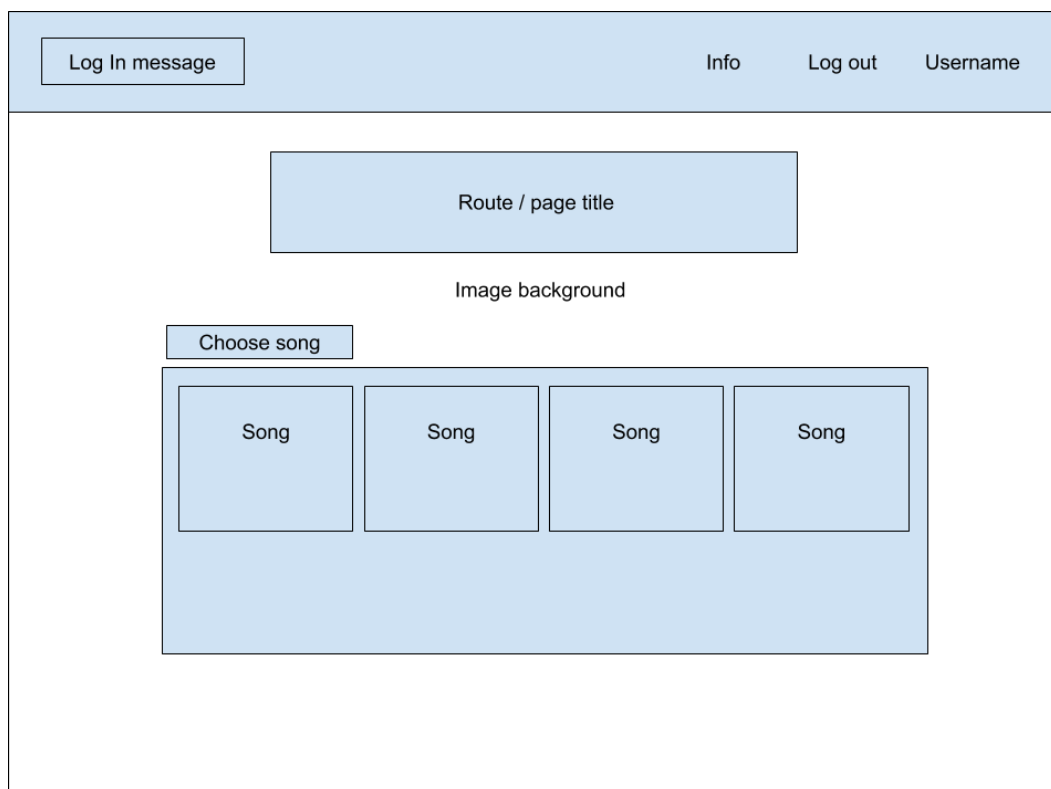 Log In message
Info
Log out
Username
Route / page title
Image background
Choose song
Song
Song
Song
Song